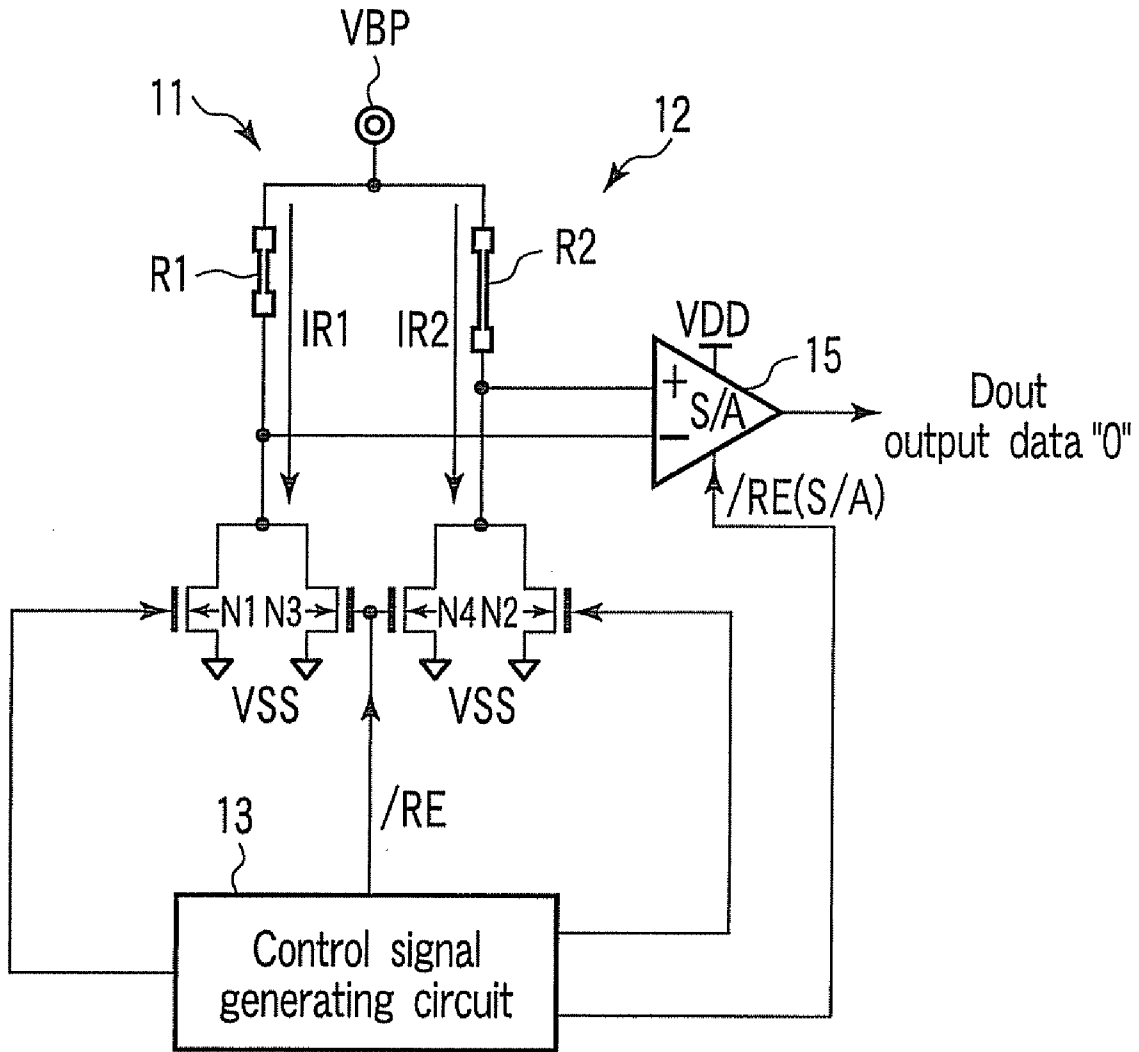 VBP
11
12
R1
R2
IR1
IR2
VDD
15
+
S/A
−
Dout
output data "0"
/RE(S/A)
N1
N3
N4
N2
VSS
VSS
/RE
13
Control signal
generating circuit